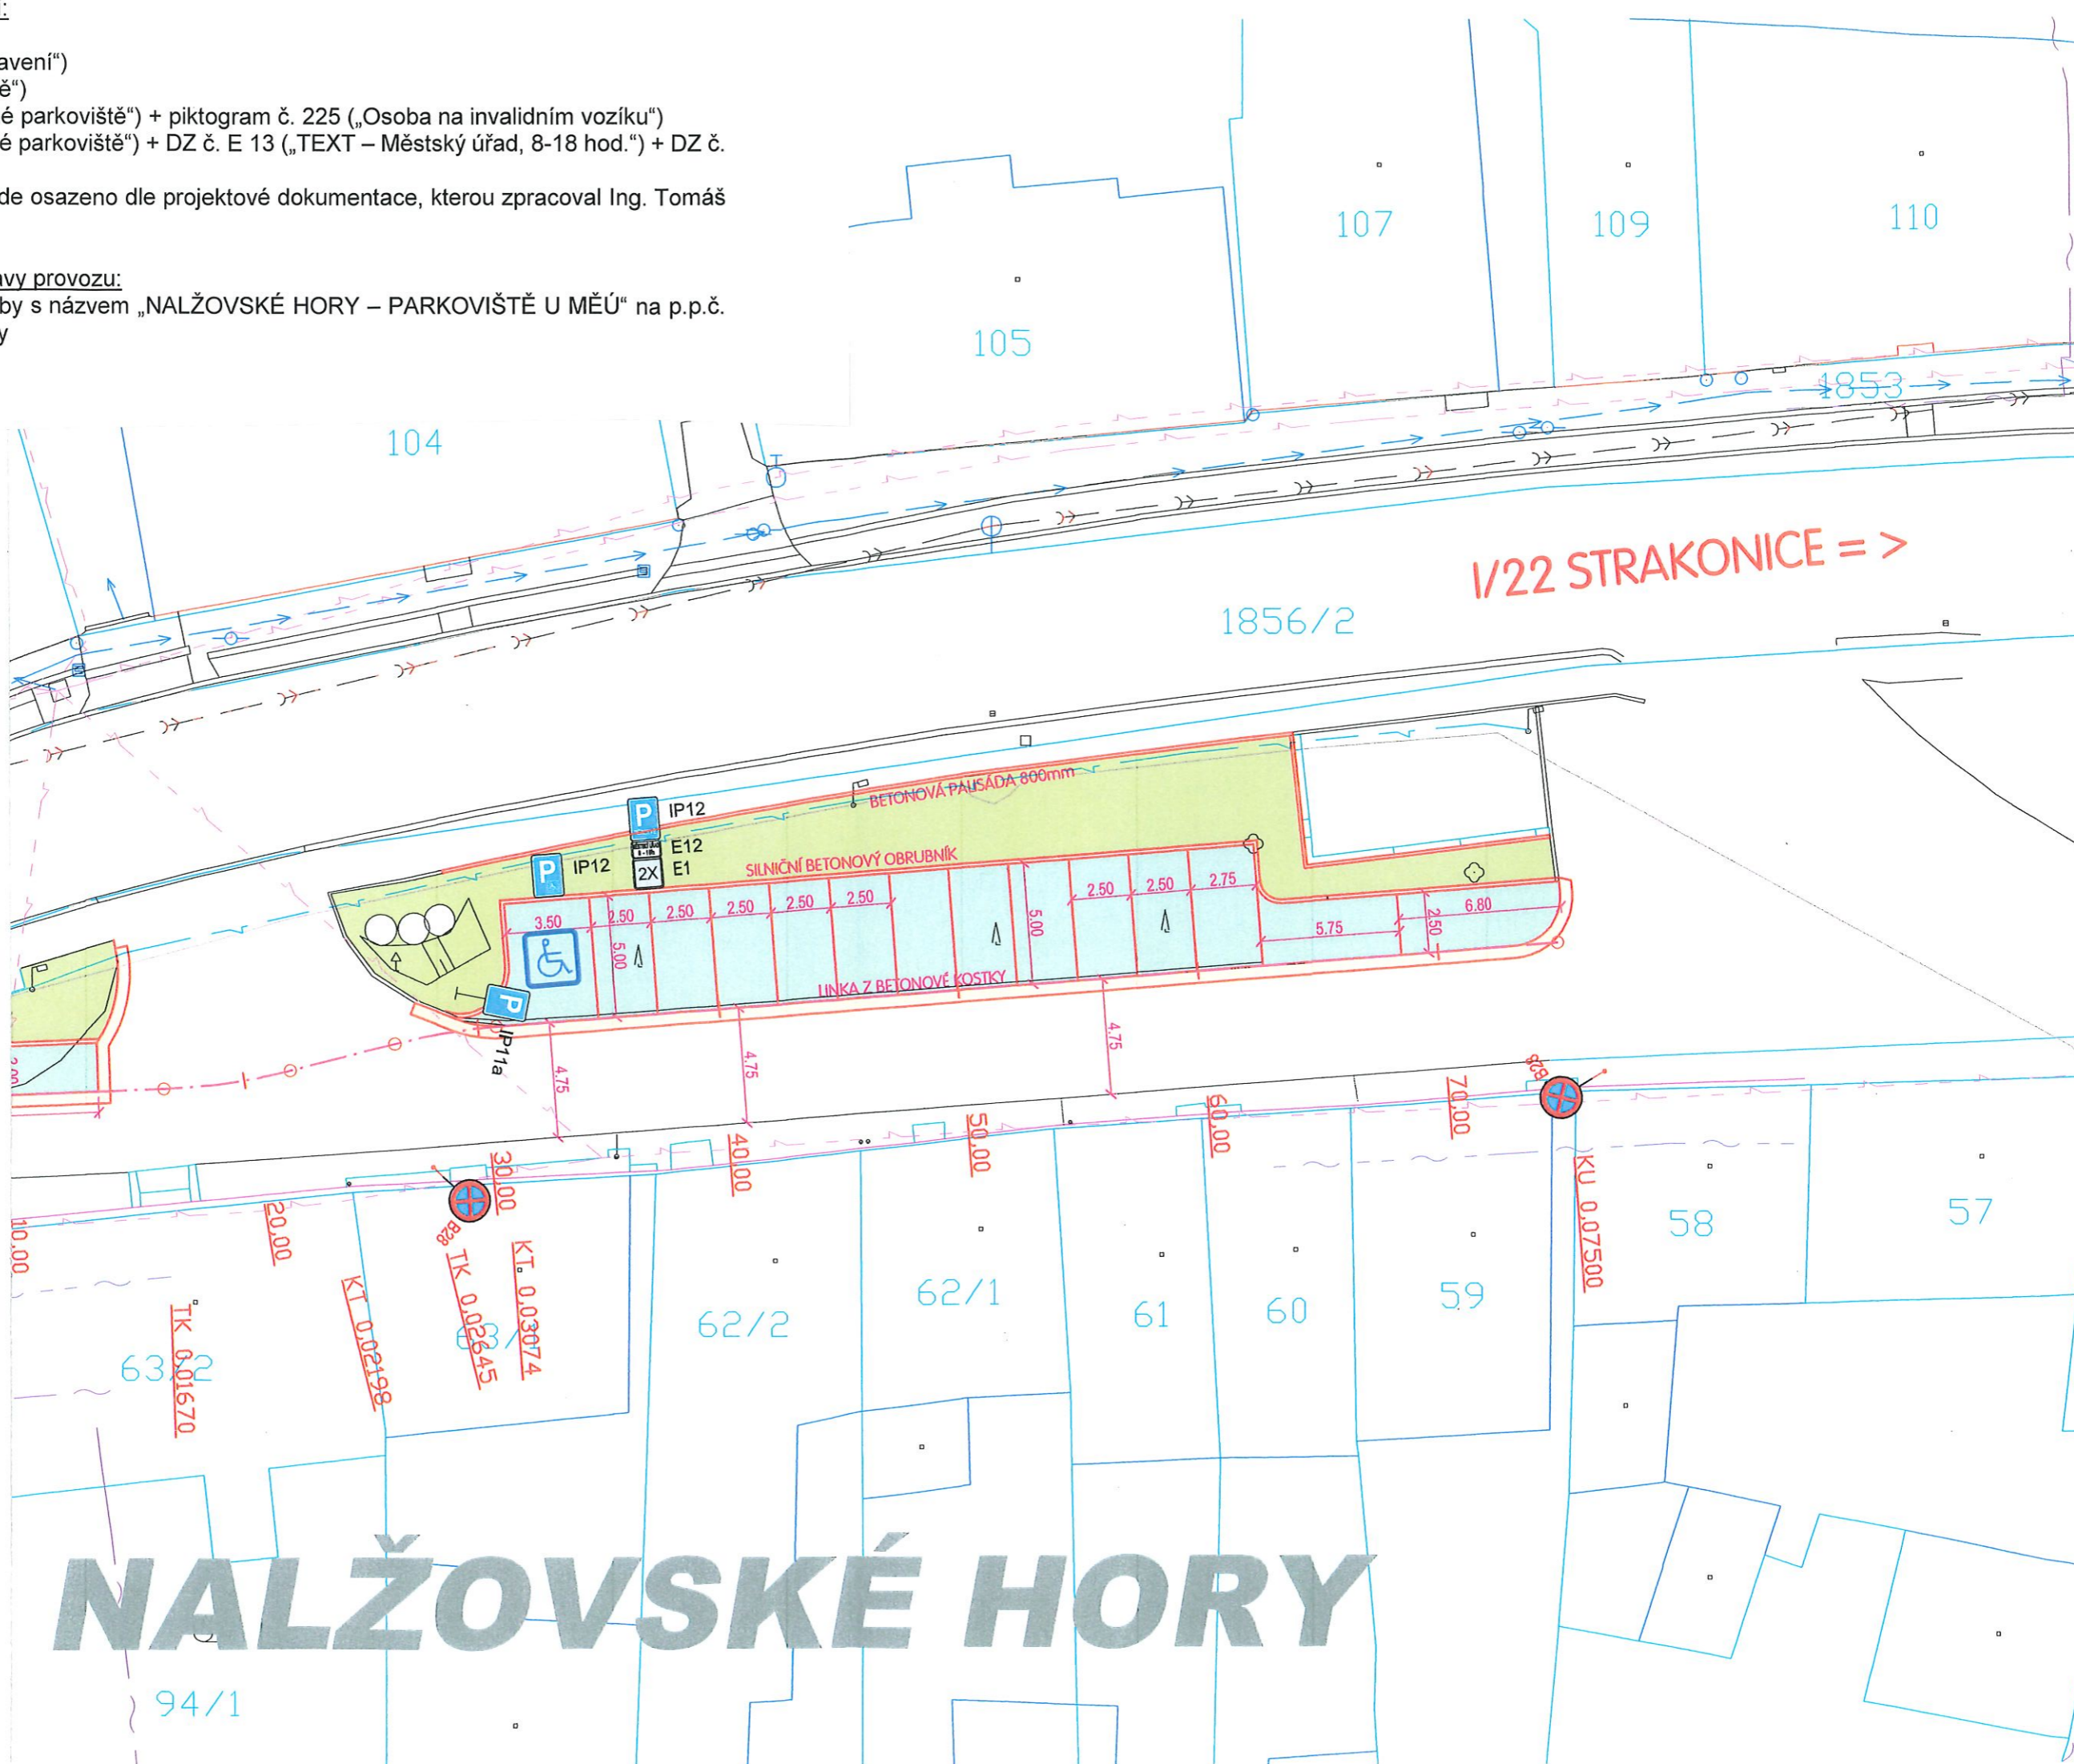 avení“)
ě“)
é parkoviště“) + piktogram č. 225 („Osoba na invalidním vozíku“)
é parkoviště“) + DZ č. E 13 („TEXT – Městský úřad, 8-18 hod.“) + DZ č.
de osazeno dle projektové dokumentace, kterou zpracoval Ing. Tomáš
avy provozu:
by s názvem „NALŽOVSKÉ HORY – PARKOVIŠTĚ U MĚÚ“ na p.p.č.
y
107
109
110
105
1853
104
I/22 STRAKONICE = >
1856/2
BETONOVÁ PALISÁDA 800mm
P IP12
E12
2X E1
P IP12
SILNIČNÍ BETONOVÝ OBRUBNÍK
3.50
2.50
2.50
2.50
2.50
2.50
2.50
2.50
2.75
5.00
5.00
5.75
2.50
6.80
LINKA Z BETONOVÉ KOSTKY
P
IP11a
4.75
4.75
4.75
B28
B28
10,00
20,00
30,00
40,00
50,00
60,00
70,00
KU 0,07500
58
57
TK 0,01670
KT 0,02198
TK 0,02645
KT 0,03074
63/2
62/2
62/1
61
60
59
NALŽOVSKÉ HORY
94/1